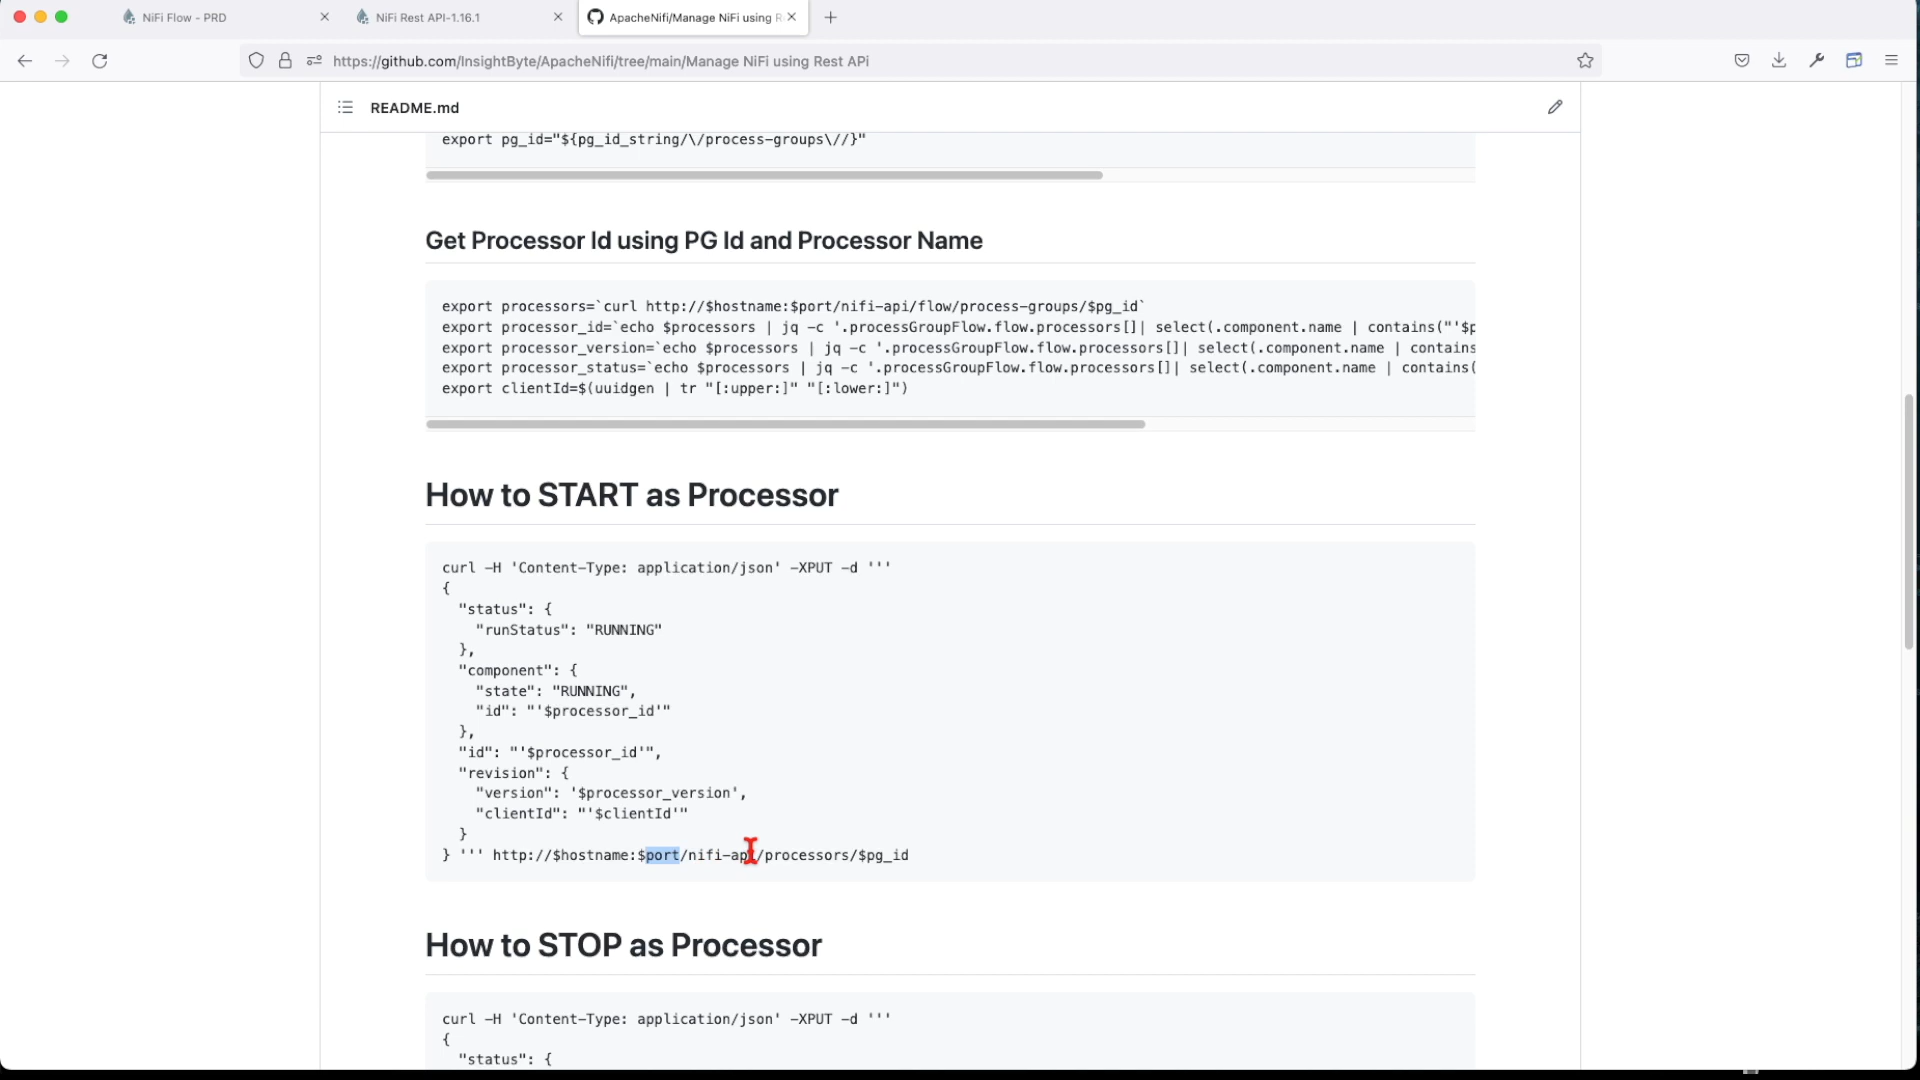 NiFi Flow - PRD
NiFi Rest API-1.16.1
ApacheNifi/Manage NiFi using R
https://github.com/InsightByte/ApacheNifi/tree/main/Manage NiFi using Rest APi
README.md
export pg_id="${pg_id_string/\/process-groups\//}"
Get Processor Id using PG Id and Processor Name
export processors=`curl http://$hostname:$port/nifi-api/flow/process-groups/$pg_id`
export processor_id=`echo $processors | jq -c '.processGroupFlow.flow.processors[]| select(.component.name | contains("'$p
export processor_version=`echo $processors | jq -c '.processGroupFlow.flow.processors[]| select(.component.name | contains
export processor_status=`echo $processors | jq -c '.processGroupFlow.flow.processors[]| select(.component.name | contains(
export clientId=$(uuidgen | tr "[:upper:]" "[:lower:]")
How to START as Processor
curl -H 'Content-Type: application/json' -XPUT -d '''
{
"status": {
"runStatus": "RUNNING"
},
"component": {
"state": "RUNNING",
"id": "'$processor_id'"
},
"id": "'$processor_id'",
"revision": {
"version": '$processor_version',
"clientId": "'$clientId'"
}
} ''' http://$hostname:$port/nifi-api/processors/$pg_id
How to STOP as Processor
curl -H 'Content-Type: application/json' -XPUT -d '''
{
"status": {